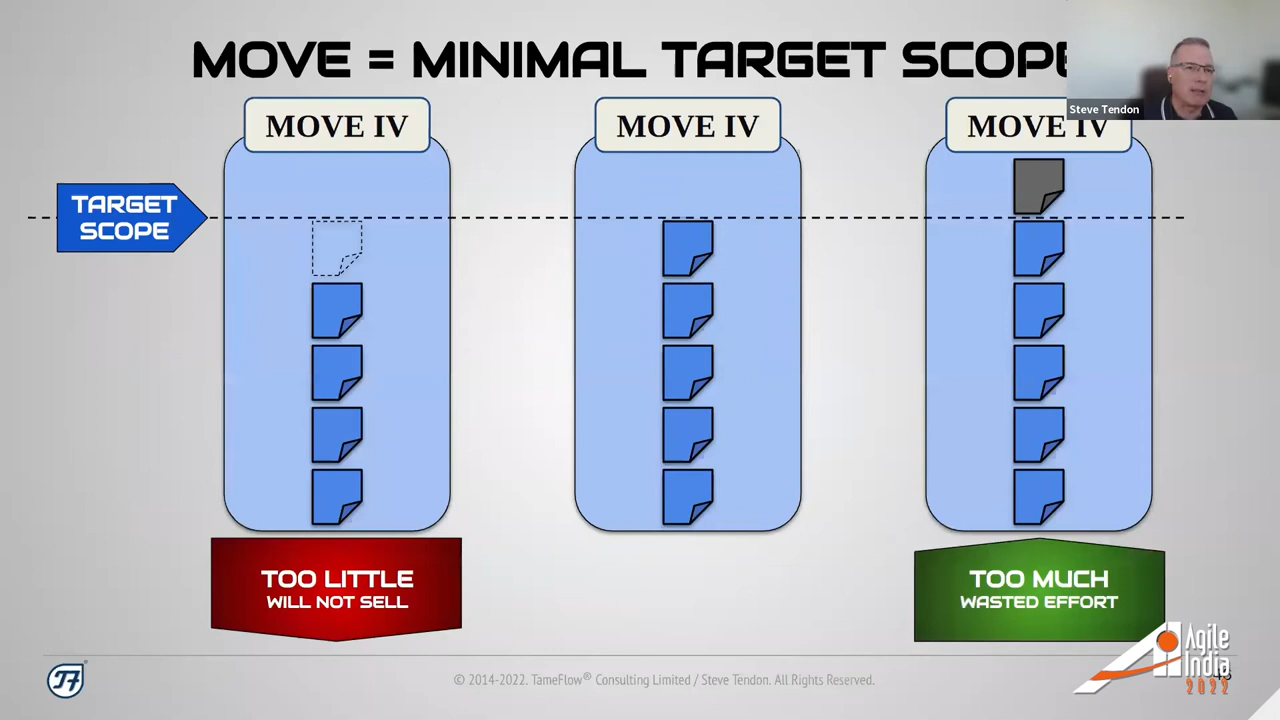 MOVE = MINIMAL TARGET SCOPE
Steve Tendon
MOVE IV
MOVE IV
MOVE IV
TARGET
SCOPE
TOO LITTLE
WILL NOT SELL
TOO MUCH
WASTED EFFORT
© 2014-2022. TameFlow® Consulting Limited / Steve Tendon. All Rights Reserved.
Agile
India
2022